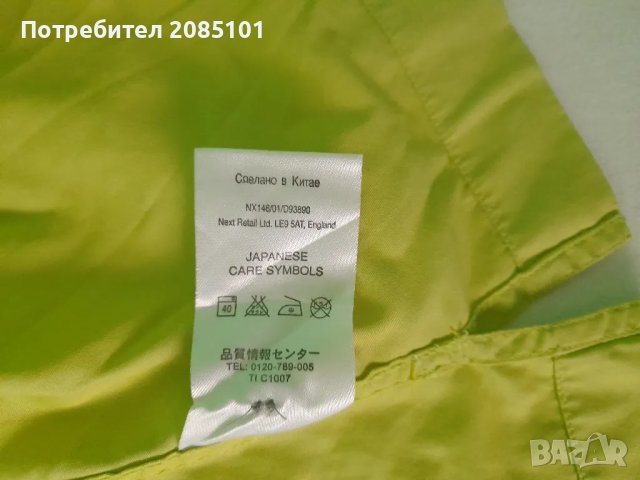 Потребител 2085101
Сделано в Китае
NX146/01/D93890
Next Retail Ltd. LE9 5AT, England
JAPANESE
CARE SYMBOLS
40
品質情報センター
TEL: 0120-789-005
TI C1007
BAZAR